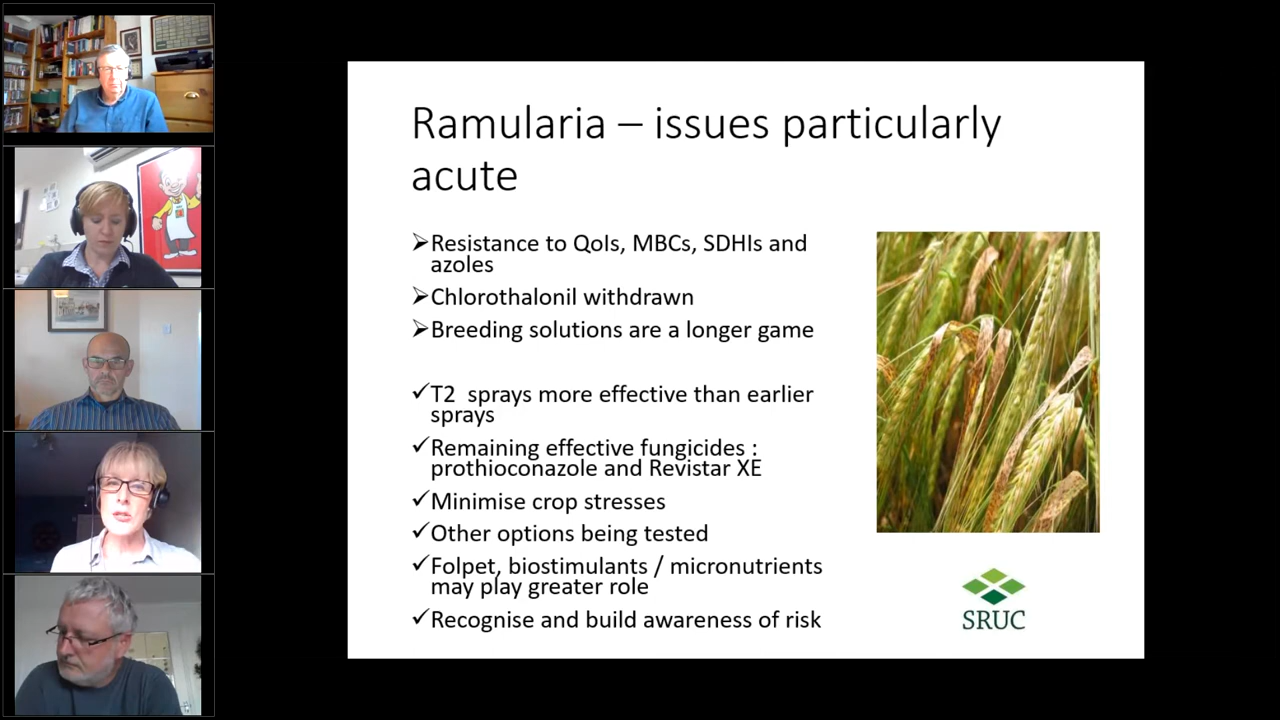 Ramularia – issues particularly
acute
➢Resistance to QoIs, MBCs, SDHIs and
azoles
➢Chlorothalonil withdrawn
➢Breeding solutions are a longer game
✓T2  sprays more effective than earlier
sprays
✓Remaining effective fungicides :
prothioconazole and Revistar XE
✓Minimise crop stresses
✓Other options being tested
✓Folpet, biostimulants / micronutrients
may play greater role
✓Recognise and build awareness of risk
SRUC